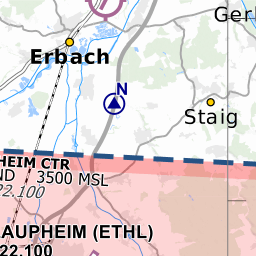 Gerl
Erbach
N
Staig
HEIM CTR
ND 3500 MSL
22.100
AUPHEIM (ETHL)
22.100